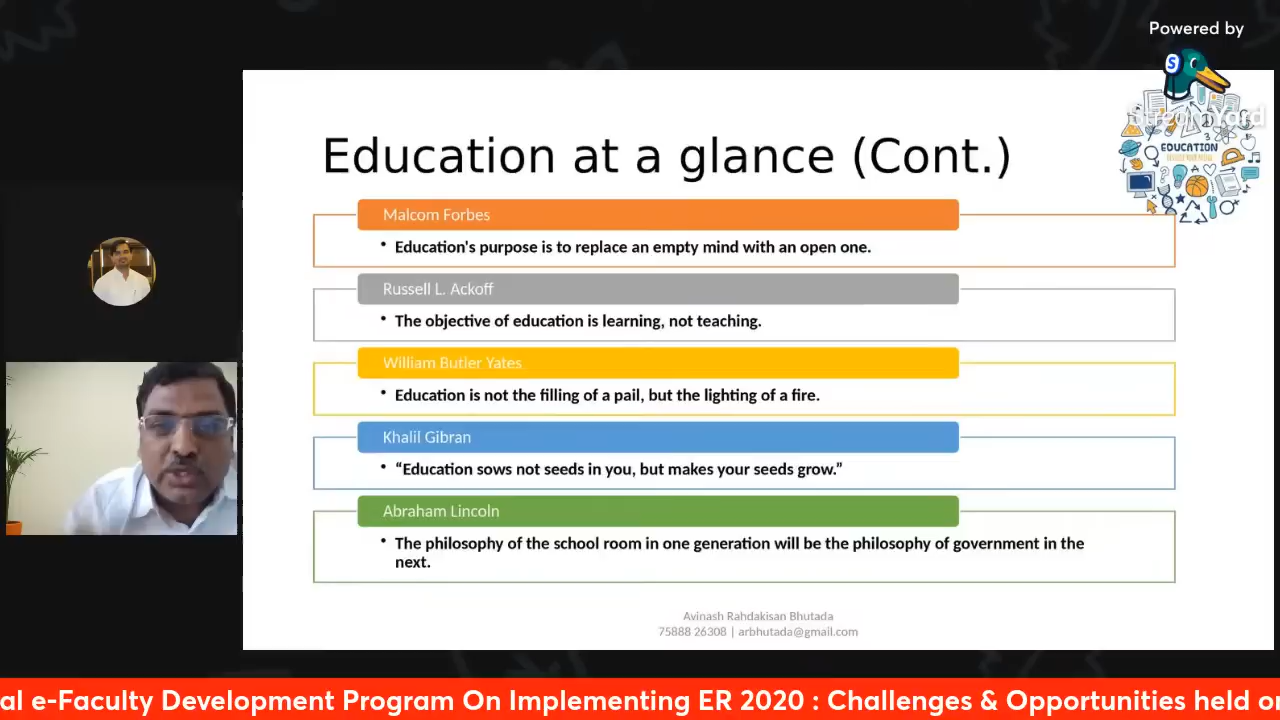 Powered by
StreamYard
EDUCATION
Education at a glance (Cont.)
Malcom Forbes
• Education's purpose is to replace an empty mind with an open one.
Russell L. Ackoff
• The objective of education is learning, not teaching.
William Butler Yates
• Education is not the filling of a pail, but the lighting of a fire.
Khalil Gibran
• “Education sows not seeds in you, but makes your seeds grow.”
Abraham Lincoln
• The philosophy of the school room in one generation will be the philosophy of government in the
next.
Avinash Rahdakisan Bhutada
75888 26308 | arbhutada@gmail.com
al e-Faculty Development Program On Implementing ER 2020 : Challenges & Opportunities held o